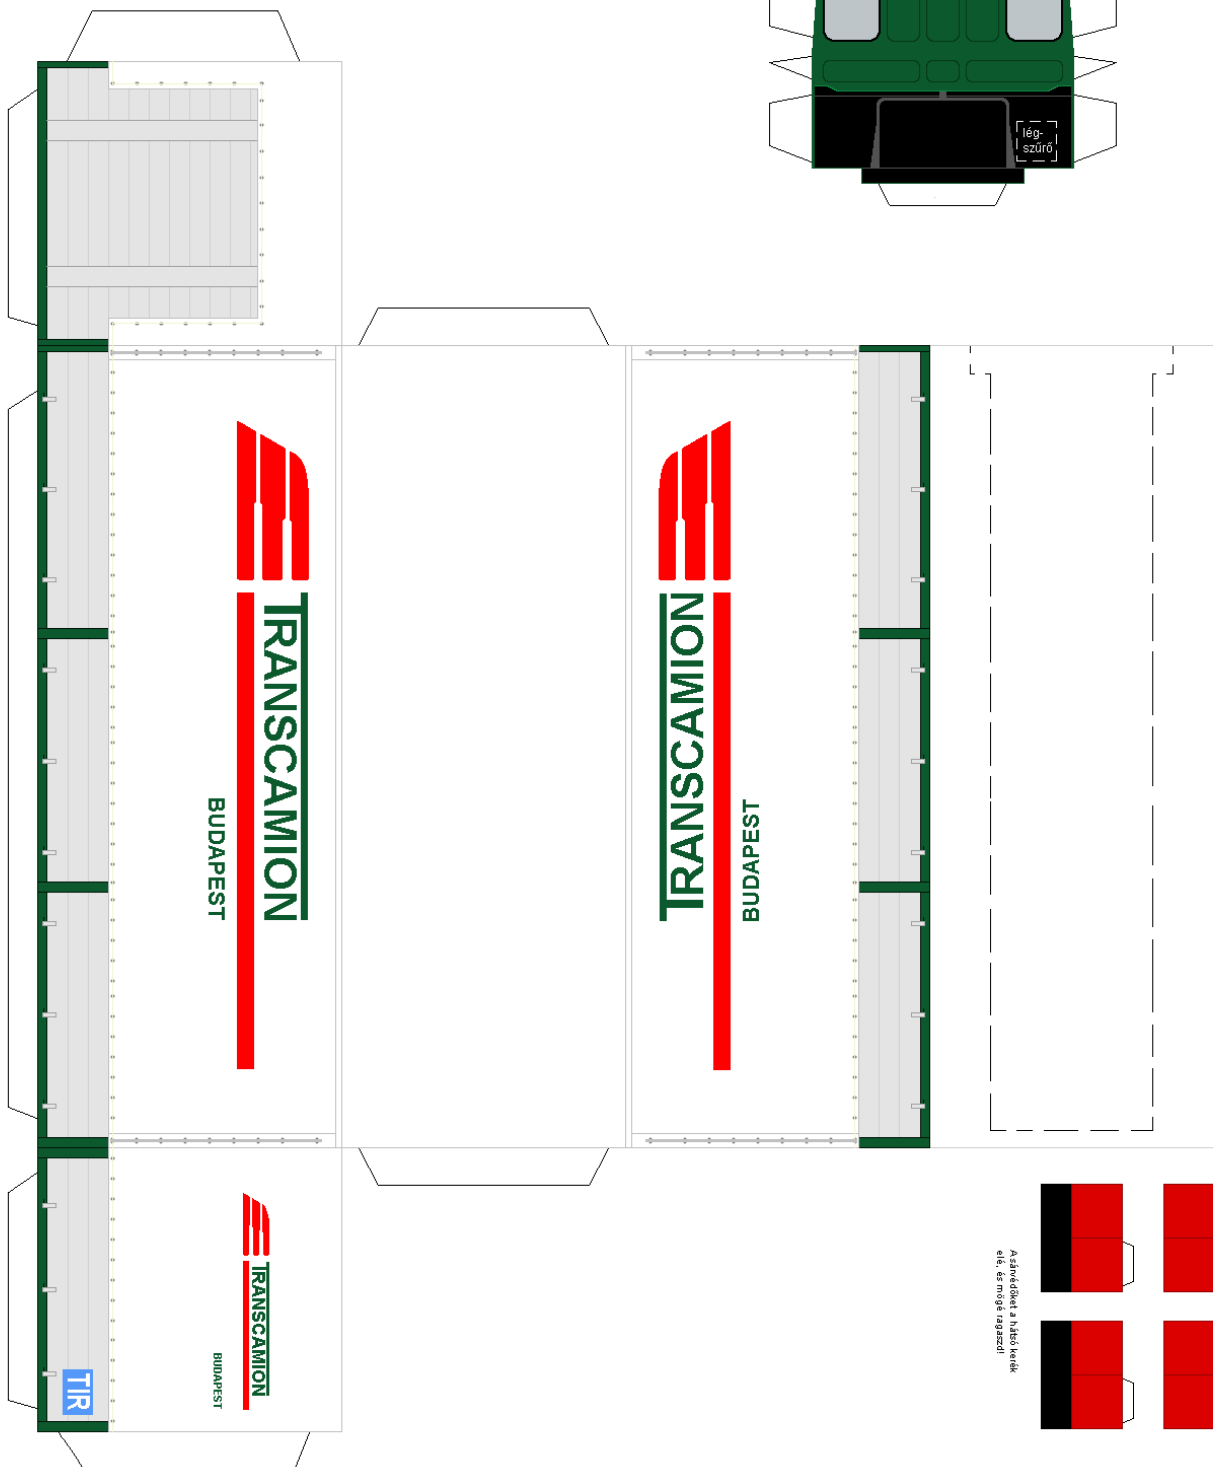 lég-
szűrő
TRANSCAMION
BUDAPEST
TRANSCAMION
BUDAPEST
TRANSCAMION
BUDAPEST
TIR
A sárvédőket a hátsó kerék
elé, és mögé ragaszd!